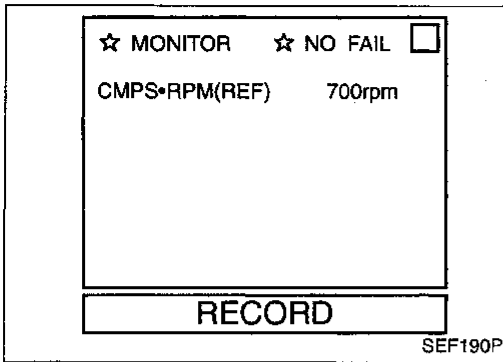 ☆ MONITOR ☆ NO FAIL
CMPS•RPM(REF) 700rpm
RECORD
SEF190P